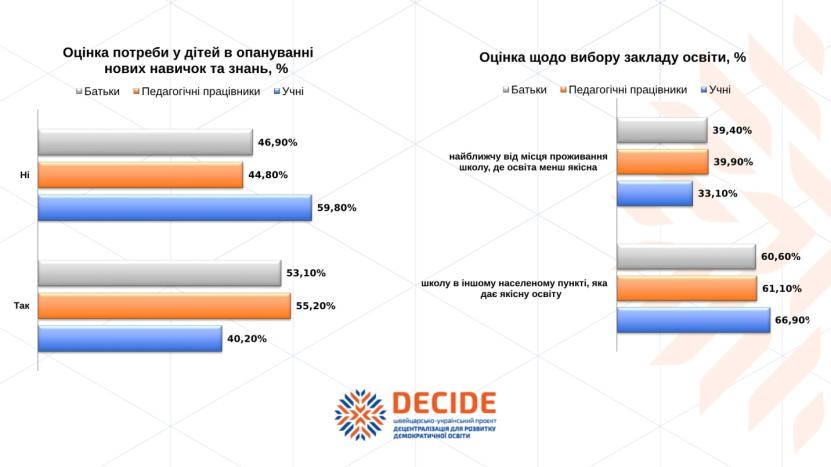 Оцінка потреби у дітей в опануванні
нових навичок та знань, %
Батьки Педагогічні працівники Учні
46,90%
Ні
44,80%
59,80%
53,10%
Так
55,20%
40,20%
Оцінка щодо вибору закладу освіти, %
Батьки Педагогічні працівники Учні
39,40%
найближчу від місця проживання
школу, де освіта менш якісна
39,90%
33,10%
60,60%
школу в іншому населеному пункті, яка
дає якісну освіту
61,10%
66,90%
DECIDE
швейцарсько-український проєкт
ДЕЦЕНТРАЛІЗАЦІЯ ДЛЯ РОЗВИТКУ
ДЕМОКРАТИЧНОЇ ОСВІТИ